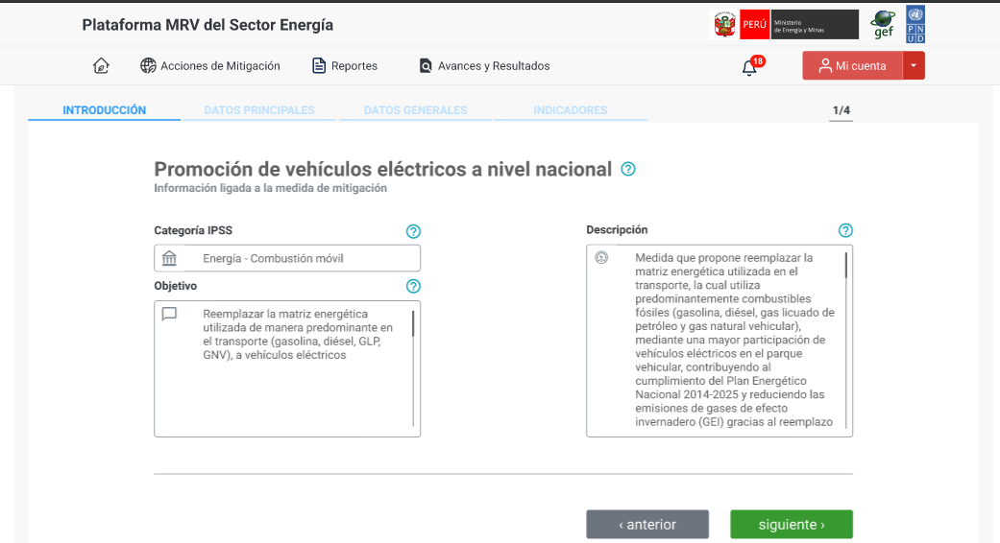 Plataforma MRV del Sector Energía
PERÚ
Ministerio
de Energía y Minas
gef
P N
U D
Acciones de Mitigación
Reportes
Avances y Resultados
18
Mi cuenta
INTRODUCCIÓN
DATOS PRINCIPALES
DATOS GENERALES
INDICADORES
1/4
Promoción de vehículos eléctricos a nivel nacional ?
Información ligada a la medida de mitigación
Categoría IPSS ?
Energía - Combustión móvil
Objetivo ?
Reemplazar la matriz energética
utilizada de manera predominante en
el transporte (gasolina, diésel, GLP,
GNV), a vehículos eléctricos
Descripción ?
Medida que propone reemplazar la
matriz energética utilizada en el
transporte, la cual utiliza
predominantemente combustibles
fósiles (gasolina, diésel, gas licuado de
petróleo y gas natural vehicular),
mediante una mayor participación de
vehículos eléctricos en el parque
vehicular, contribuyendo al
cumplimiento del Plan Energético
Nacional 2014-2025 y reduciendo las
emisiones de gases de efecto
invernadero (GEI) gracias al reemplazo
‹ anterior
siguiente ›